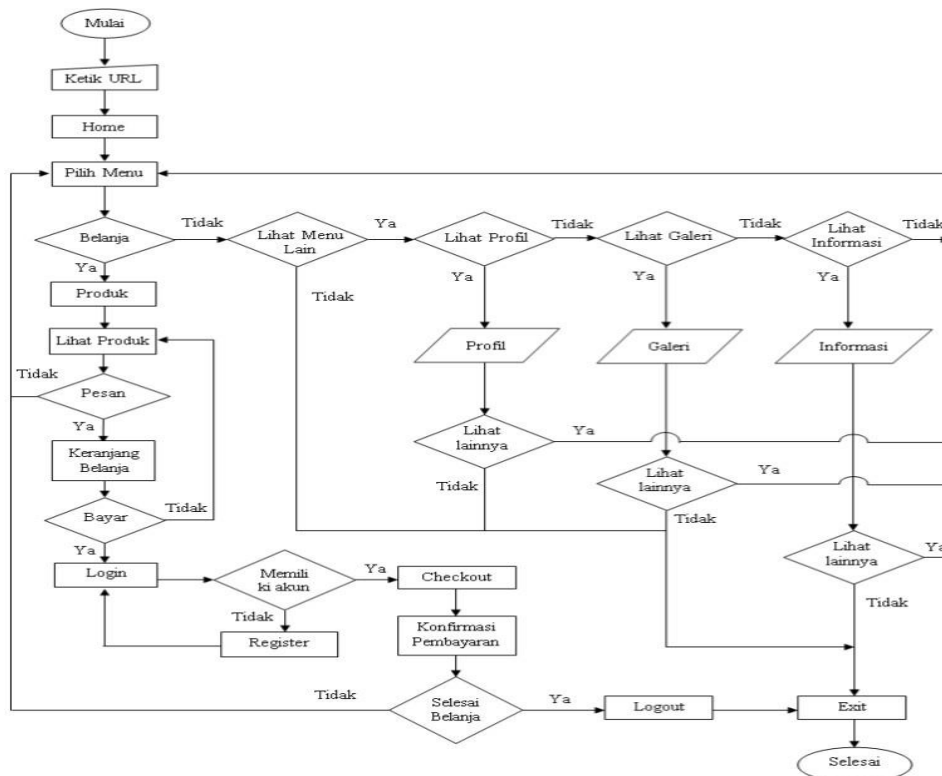 Mulai
Ketik URL
Home
Pilih Menu
Belanja
Tidak
Lihat Menu
Lain
Ya
Lihat Profil
Tidak
Lihat Galeri
Tidak
Lihat
Informasi
Tidak
Ya
Tidak
Ya
Ya
Ya
Produk
Lihat Produk
Profil
Galeri
Informasi
Tidak
Pesan
Ya
Keranjang
Belanja
Lihat
lainnya
Ya
Tidak
Lihat
lainnya
Ya
Tidak
Bayar
Tidak
Ya
Lihat
lainnya
Ya
Tidak
Login
Memili
ki akun
Ya
Tidak
Register
Checkout
Konfirmasi
Pembayaran
Tidak
Selesai
Belanja
Ya
Logout
Exit
Selesai